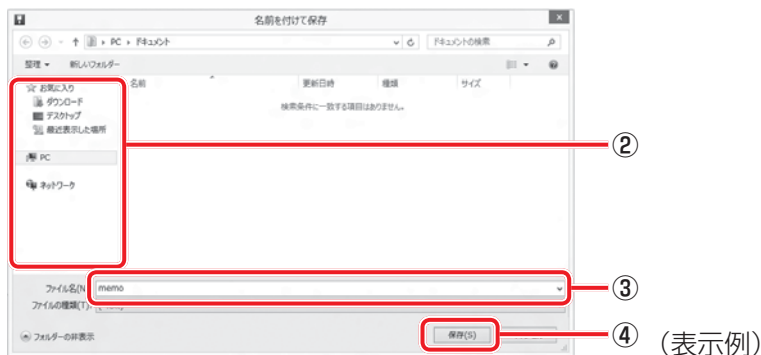 名前を付けて保存
PC ドキュメント
ドキュメントの検索
整理 新しいフォルダー
名前 更新日時 種類 サイズ
検索条件に一致する項目はありません。
お気に入り
ダウンロード
デスクトップ
最近表示した場所
PC
ネットワーク
②
ファイル名(N memo
③
ファイルの種類(T):
フォルダーの非表示
保存(S)
④ (表示例)